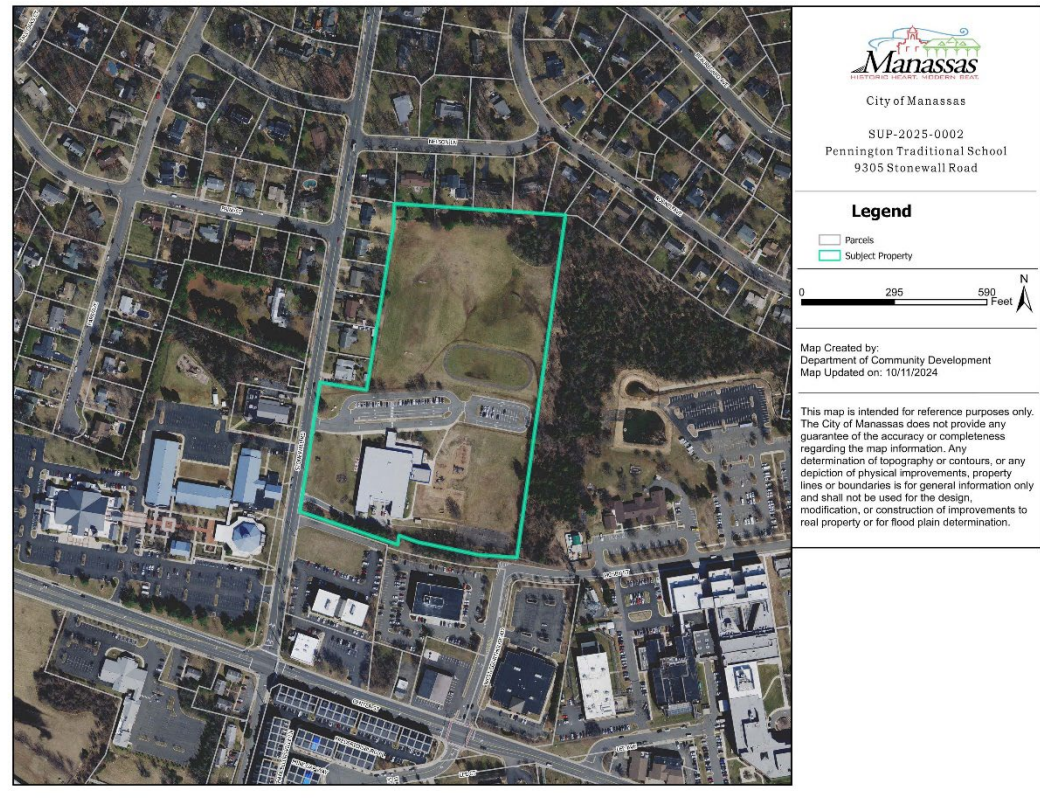 Manassas
HISTORIC HEART. MODERN BEAT.
City of Manassas
SUP-2025-0002
Pennington Traditional School
9305 Stonewall Road
Legend
Parcels
Subject Property
N
0 295 590
Feet
Map Created by:
Department of Community Development
Map Updated on: 10/11/2024
This map is intended for reference purposes only.
The City of Manassas does not provide any
guarantee of the accuracy or completeness
regarding the map information. Any
determination of topography or contours, or any
depiction of physical improvements, property
lines or boundaries is for general information only
and shall not be used for the design,
modification, or construction of improvements to
real property or for flood plain determination.
NELSON LN